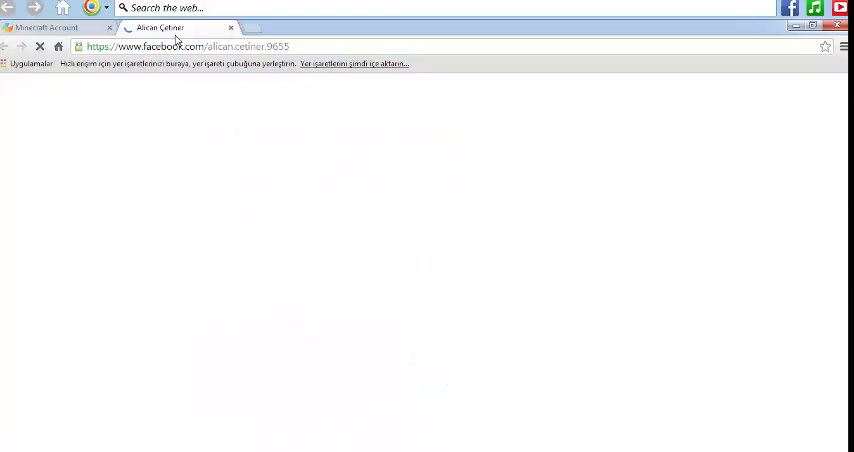 Search the web...
Minecraft Account
Alican Çetiner
https://www.facebook.com/alican.cetiner.9655
Uygulamalar Hızlı erişim için yer işaretlerinizi buraya, yer işareti çubuğuna yerleştirin. Yer işaretlerini şimdi içe aktarın...